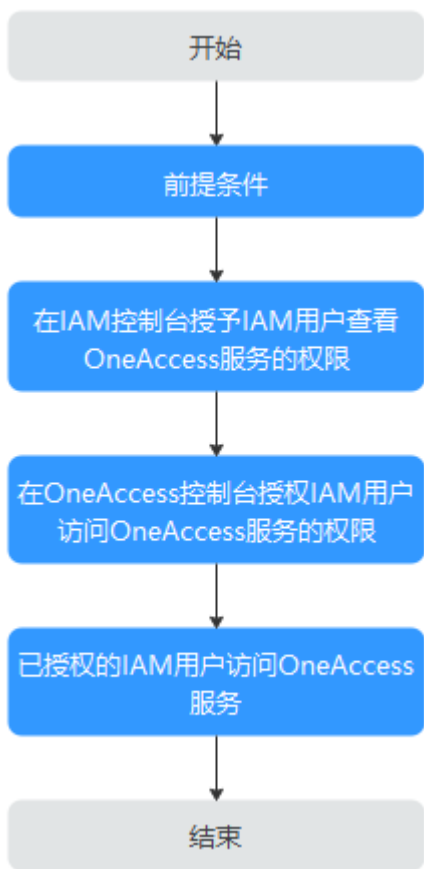 开始
前提条件
在IAM控制台授予IAM用户查看
OneAccess服务的权限
在OneAccess控制台授权IAM用户
访问OneAccess服务的权限
已授权的IAM用户访问OneAccess
服务
结束